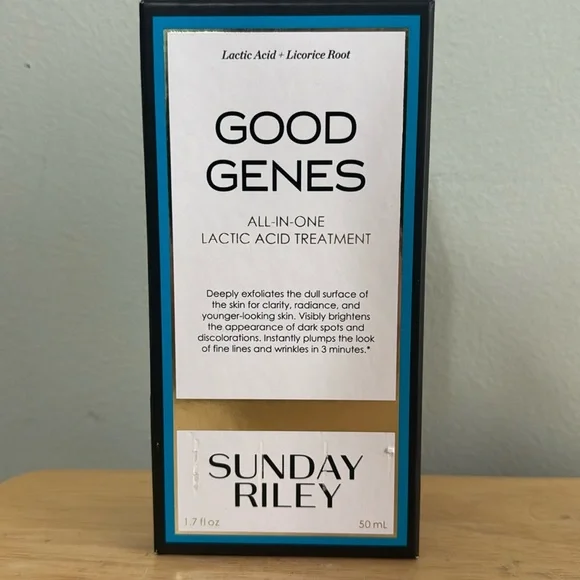 Lactic Acid + Licorice Root
GOOD
GENES
ALL-IN-ONE
LACTIC ACID TREATMENT
Deeply exfoliates the dull surface of
the skin for clarity, radiance, and
younger-looking skin. Visibly brightens
the appearance of dark spots and
discolorations. Instantly plumps the look
of fine lines and wrinkles in 3 minutes.*
SUNDAY
RILEY
1.7 fl oz 50 mL